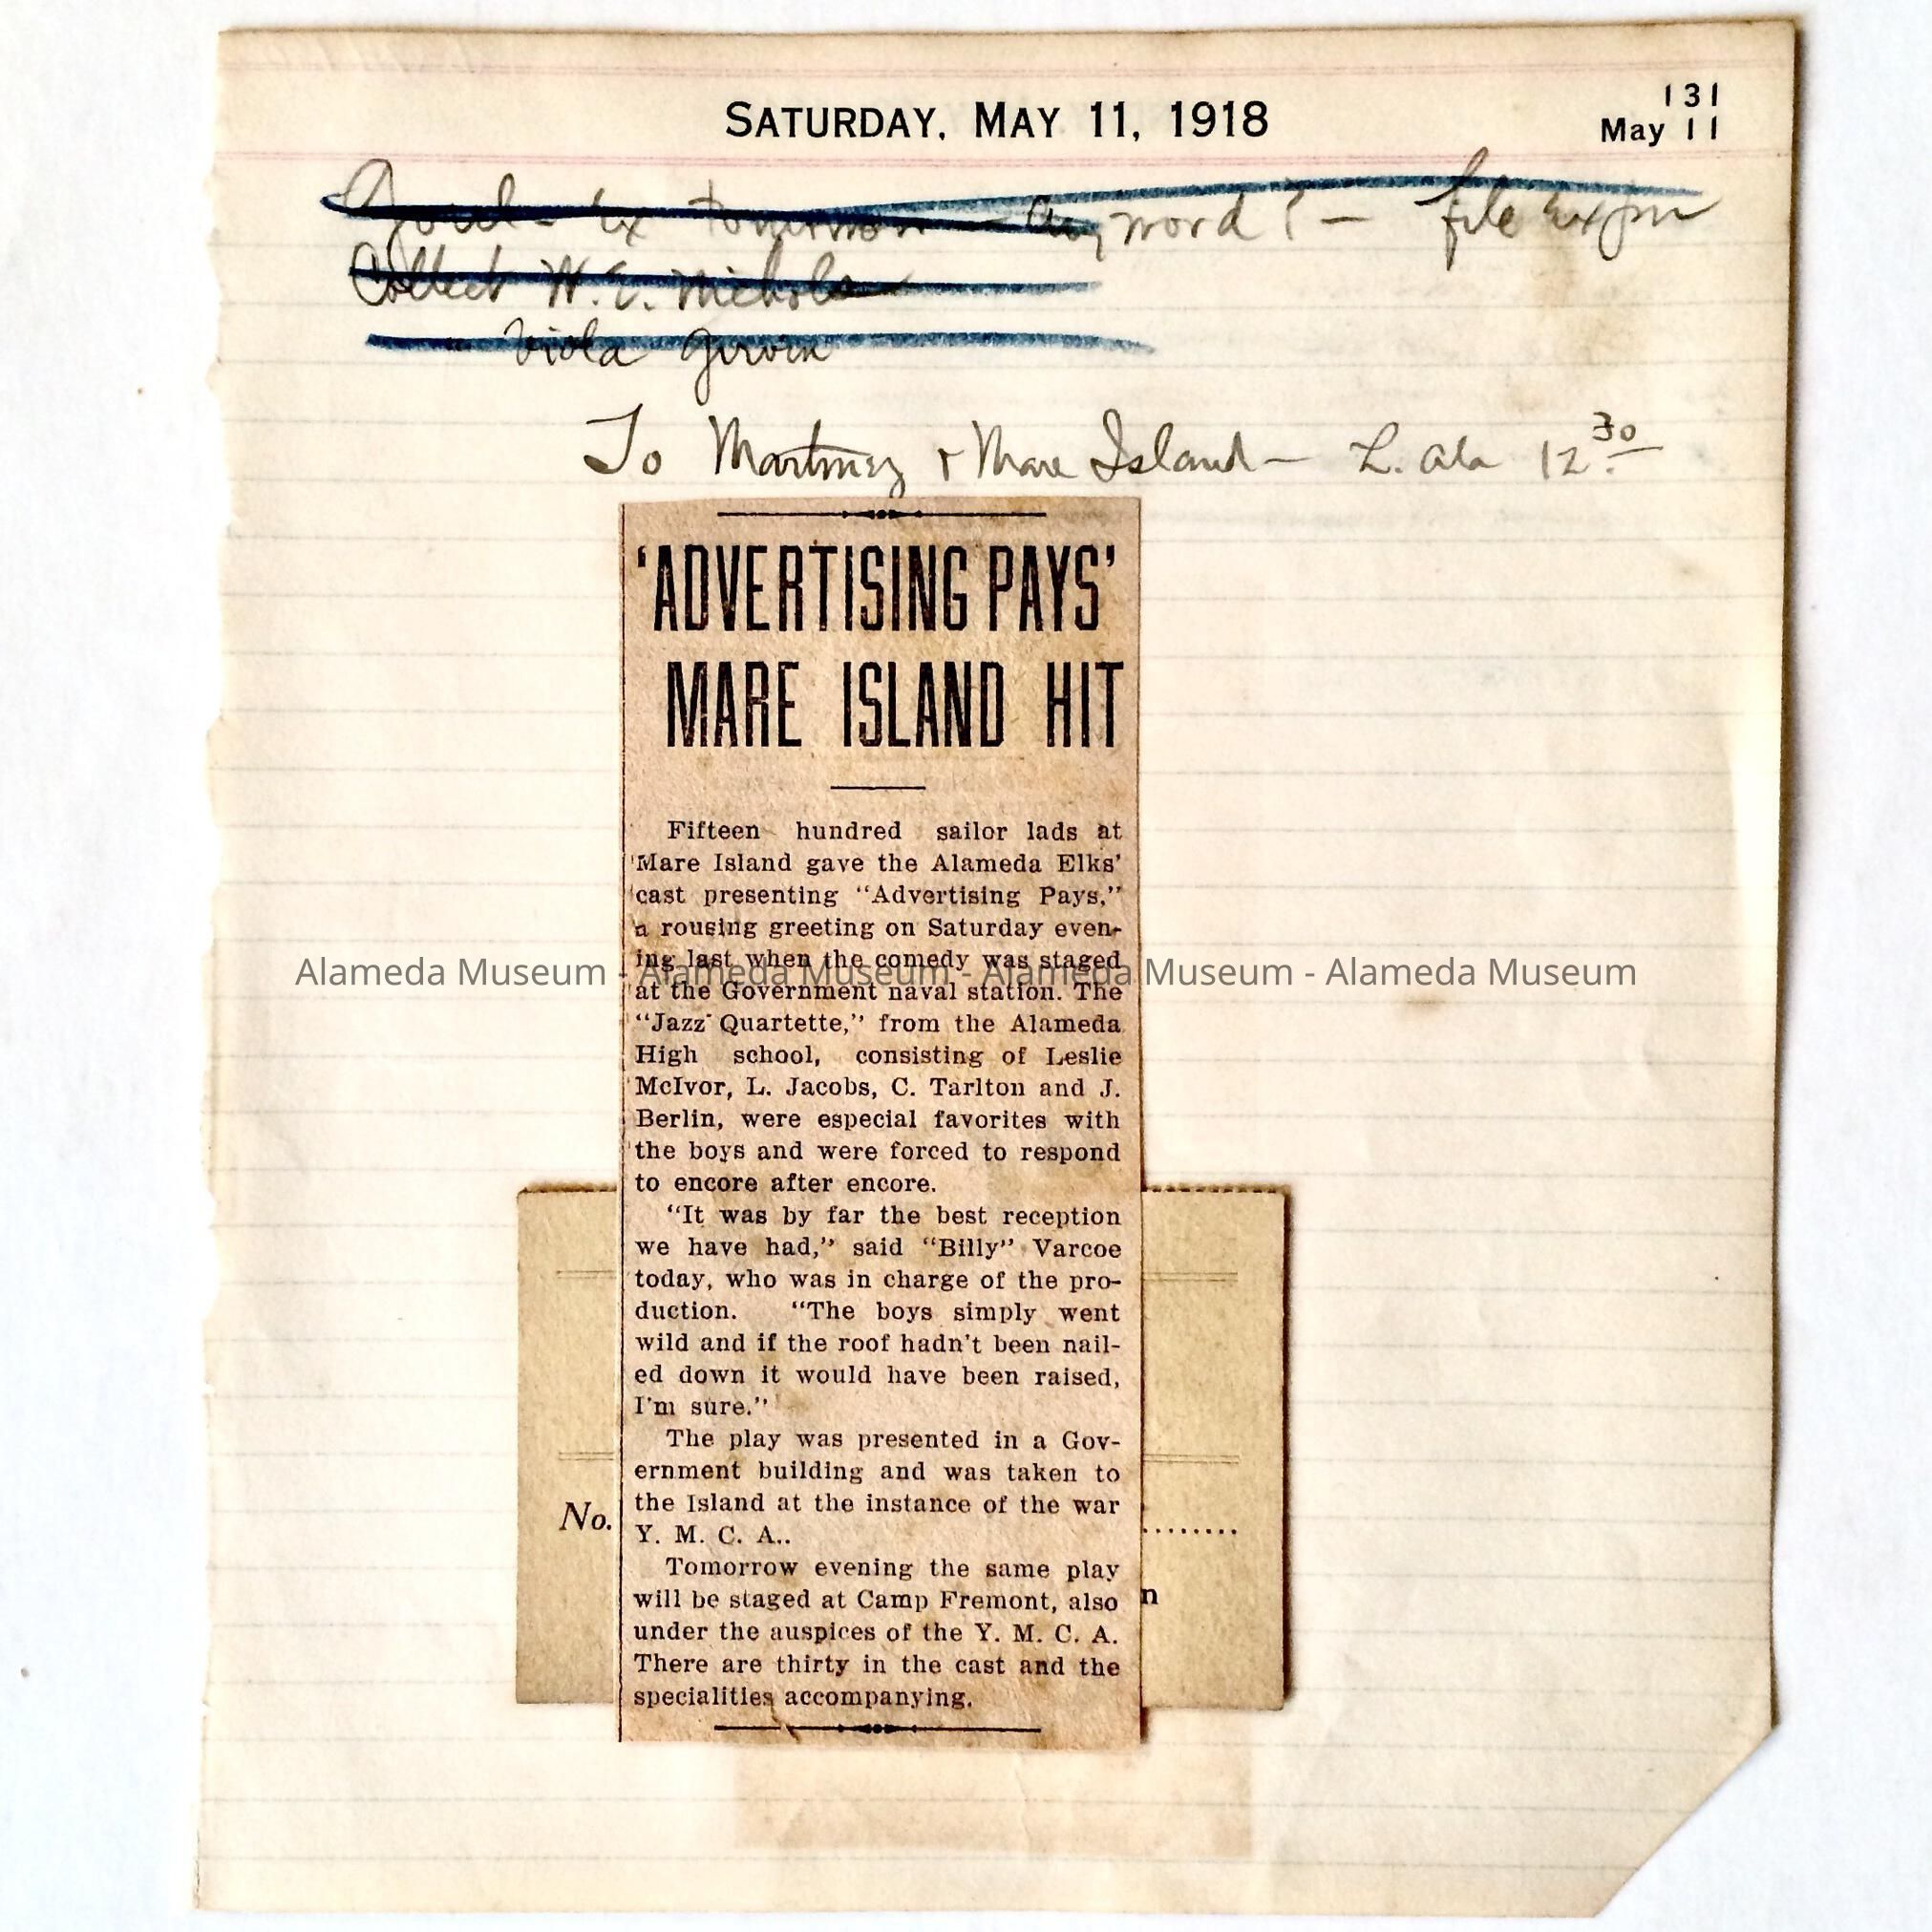 131
SATURDAY, MAY 11, 1918
May 11
tomorrow — Any word? — file
Collect W. E. Nichols
Viola
To Martinez & Mare Island — L. Ala 12.30
'ADVERTISING PAYS'
MARE ISLAND HIT
Fifteen hundred sailor lads at
Mare Island gave the Alameda Elks'
cast presenting "Advertising Pays,"
a rousing greeting on Saturday even-
ing last when the comedy was staged
Alameda Museum - Alameda Museum - Alameda Museum - Alameda Museum
at the Government naval station. The
"Jazz Quartette," from the Alameda
High school, consisting of Leslie
McIvor, L. Jacobs, C. Tarlton and J.
Berlin, were especial favorites with
the boys and were forced to respond
to encore after encore.
"It was by far the best reception
we have had," said "Billy" Varcoe
today, who was in charge of the pro-
duction. "The boys simply went
wild and if the roof hadn't been nail-
ed down it would have been raised,
I'm sure."
The play was presented in a Gov-
ernment building and was taken to
the Island at the instance of the war
No.
Y. M. C. A..
Tomorrow evening the same play
will be staged at Camp Fremont, also
n
under the auspices of the Y. M. C. A.
There are thirty in the cast and the
specialities accompanying.